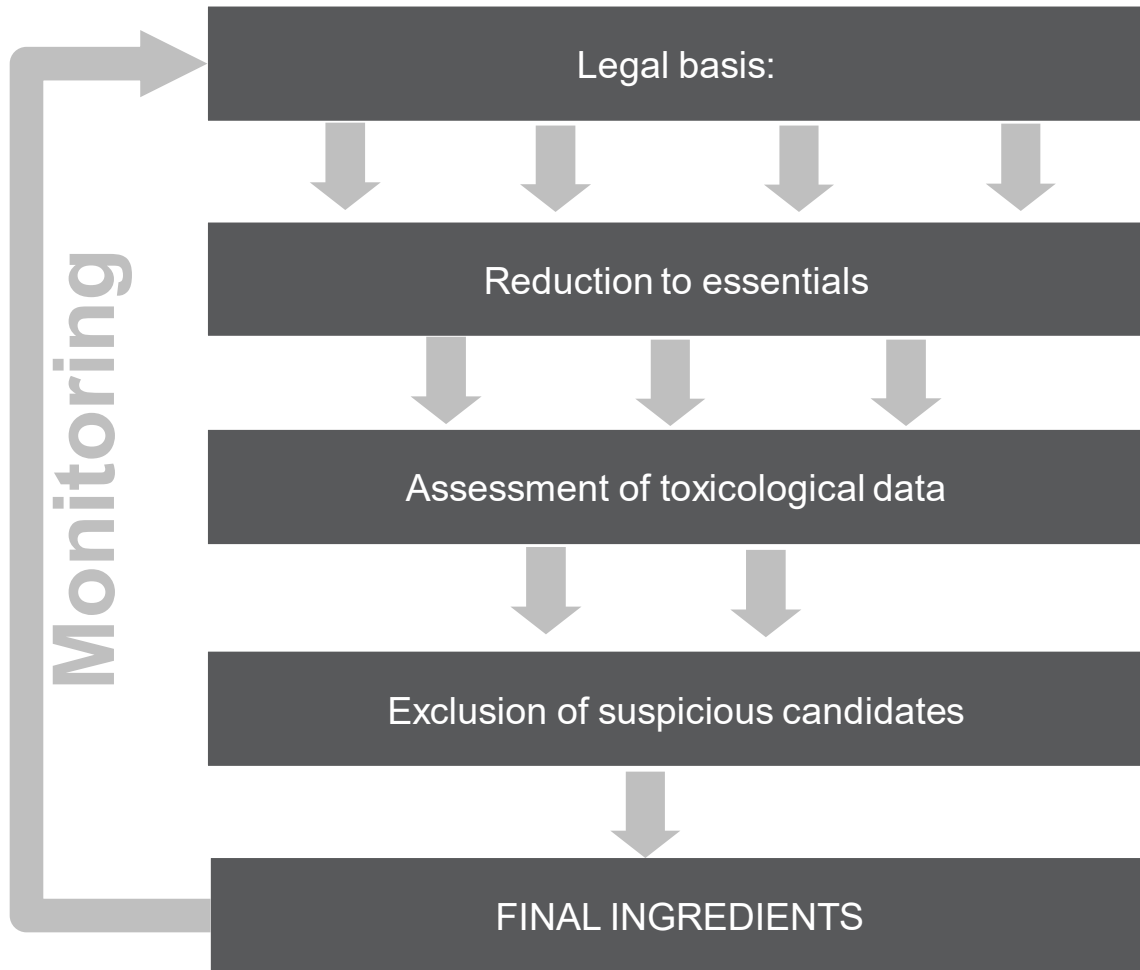 Legal basis:
Reduction to essentials
Assessment of toxicological data
Exclusion of suspicious candidates
FINAL INGREDIENTS
Monitoring